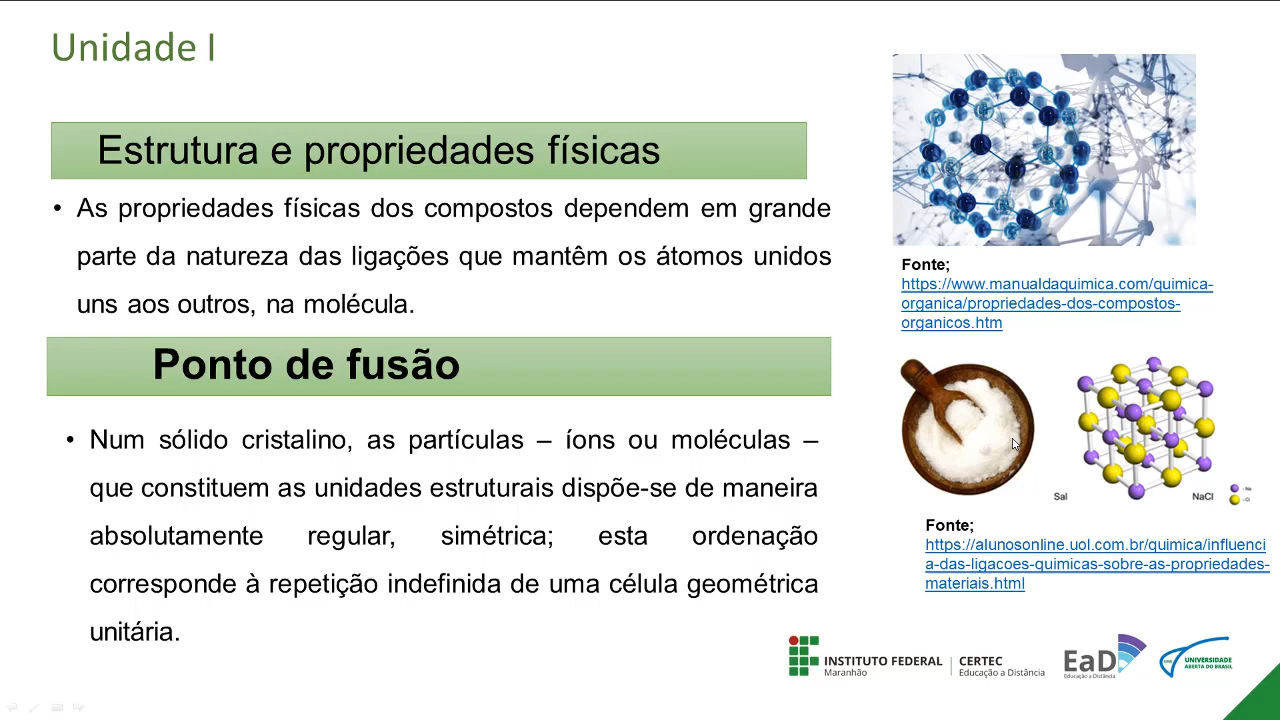 Unidade I
Estrutura e propriedades físicas
• As propriedades físicas dos compostos dependem em grande
parte da natureza das ligações que mantêm os átomos unidos
uns aos outros, na molécula.
Ponto de fusão
• Num sólido cristalino, as partículas – íons ou moléculas –
que constituem as unidades estruturais dispõe-se de maneira
absolutamente regular, simétrica; esta ordenação
corresponde à repetição indefinida de uma célula geométrica
unitária.
Fonte;
https://www.manualdaquimica.com/quimica-
organica/propriedades-dos-compostos-
organicos.htm
Sal
NaCl
- Na
- Cl
Fonte;
https://alunosonline.uol.com.br/quimica/influenci
a-das-ligacoes-quimicas-sobre-as-propriedades-
materiais.html
INSTITUTO FEDERAL
Maranhão
CERTEC
Educação a Distância
EaD
Educação a Distância
UAB
UNIVERSIDADE
ABERTA DO BRASIL